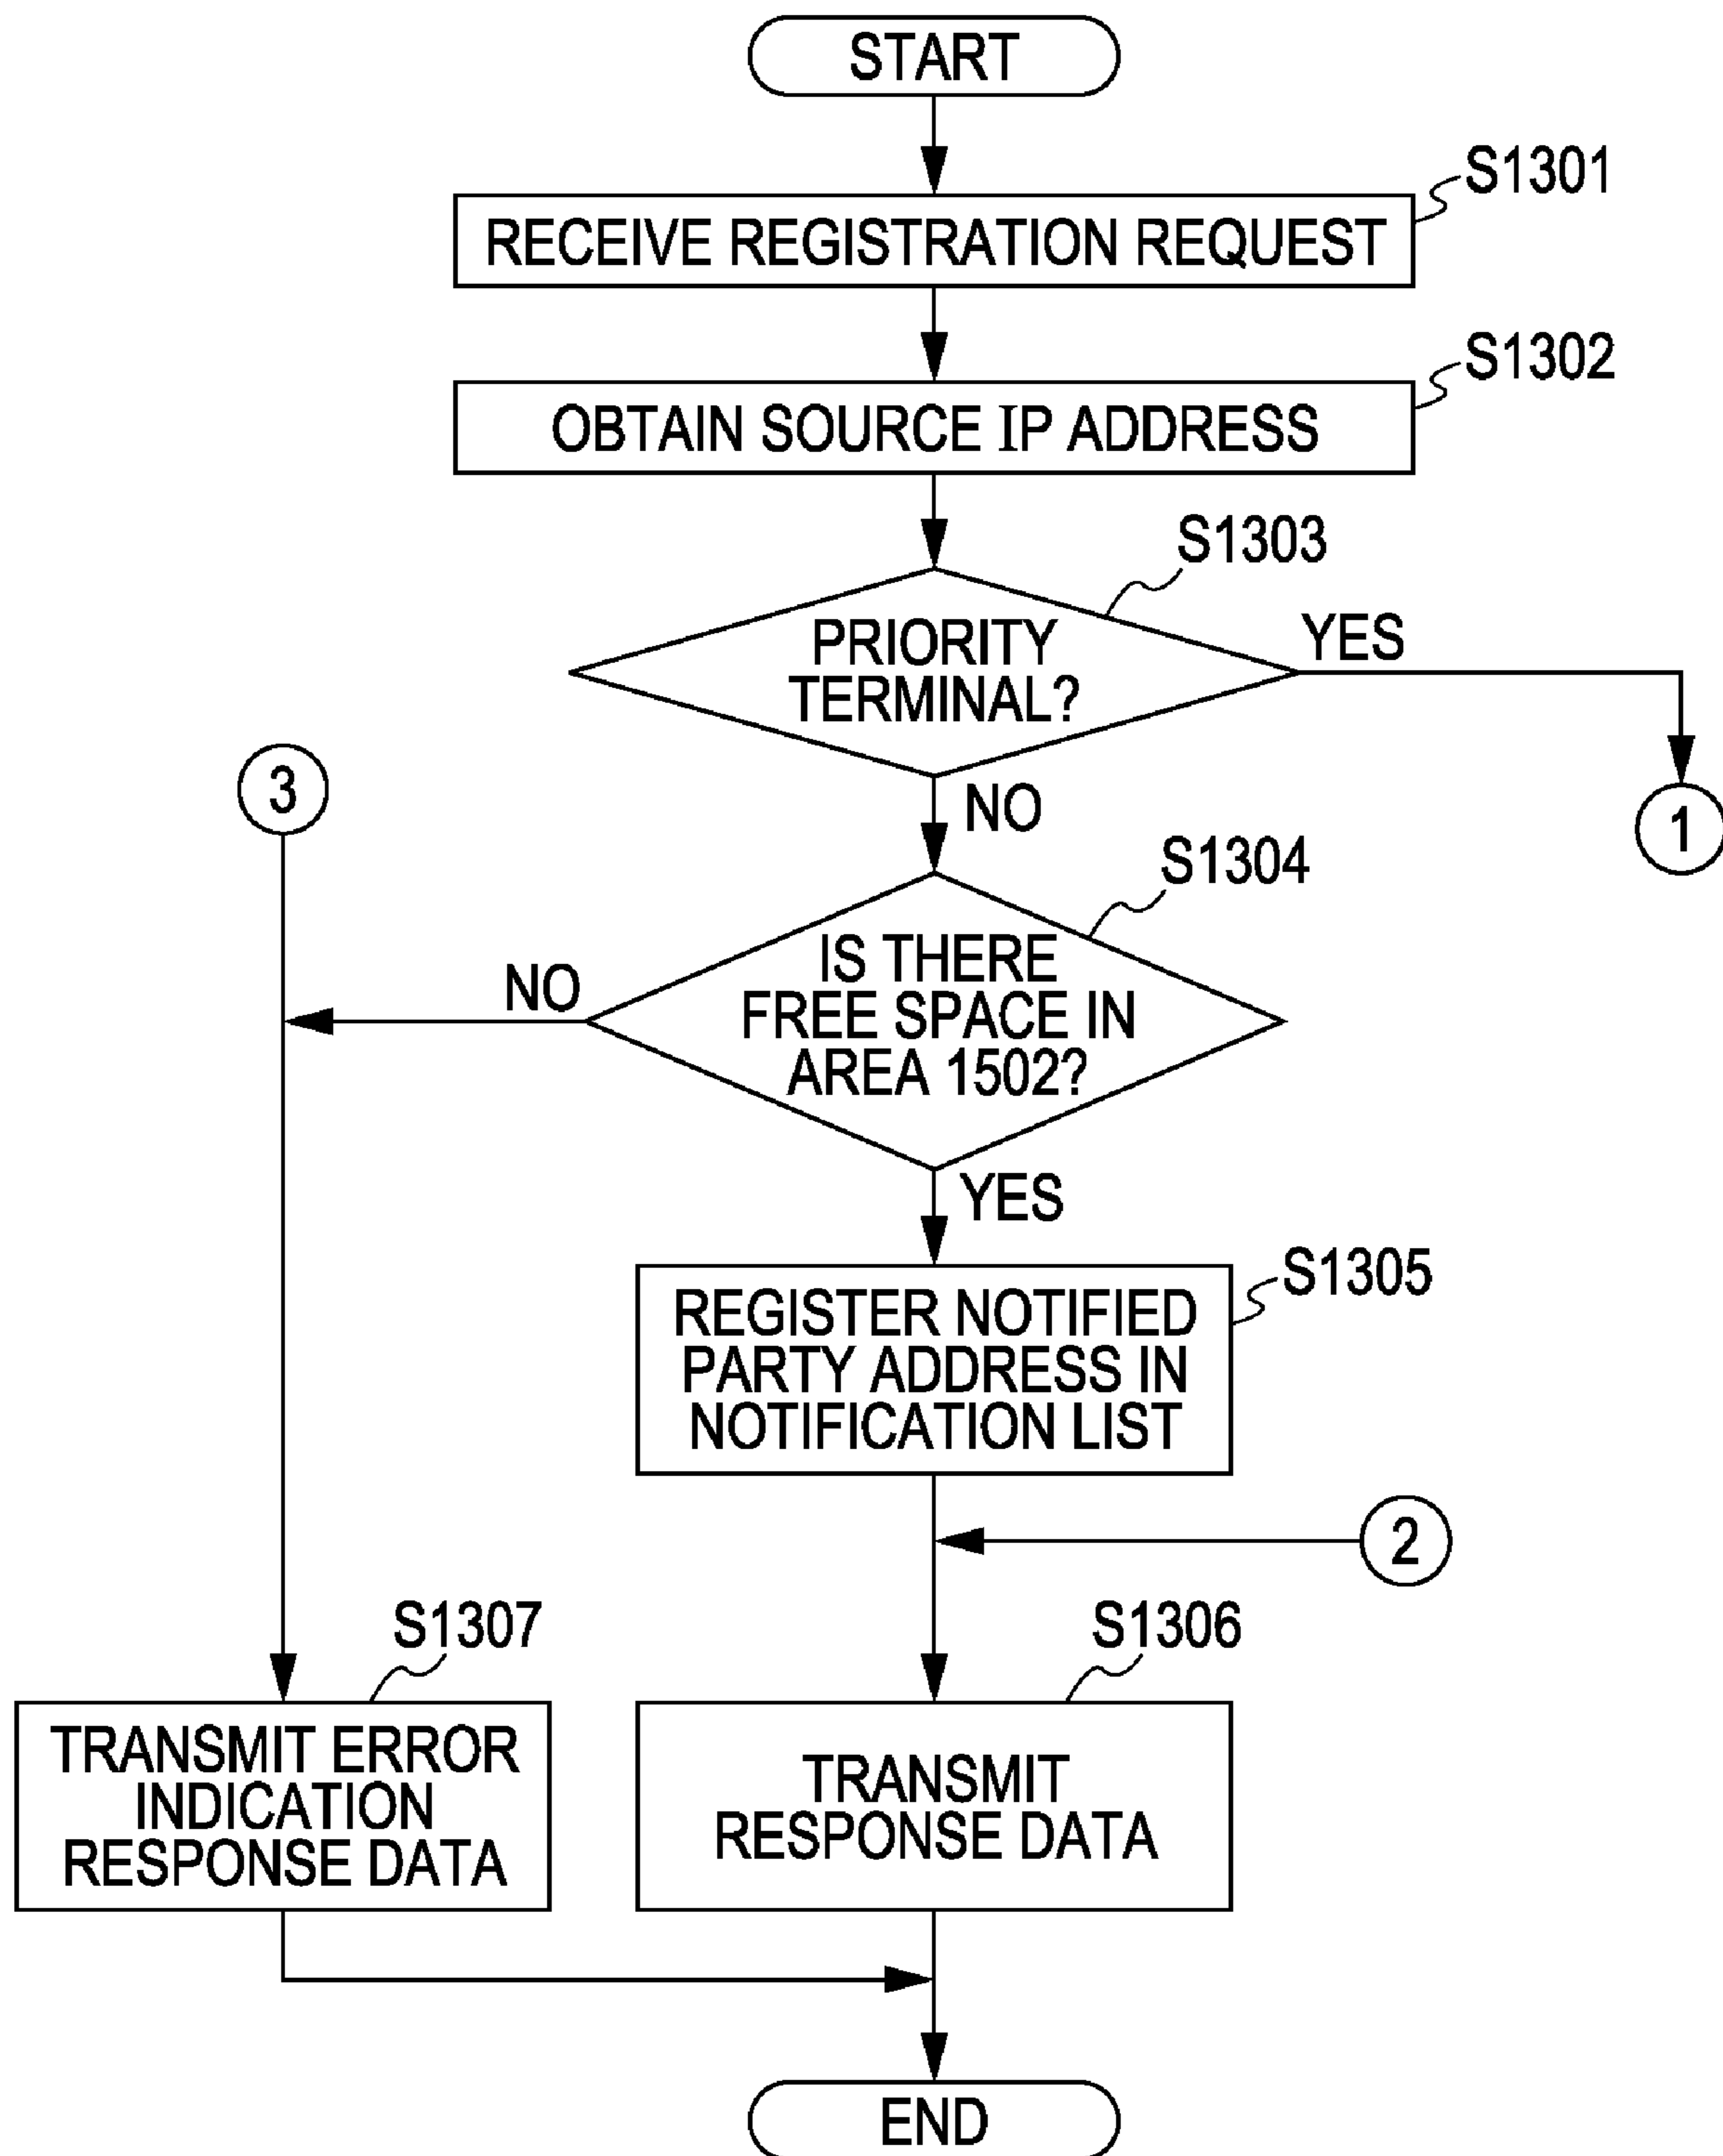 START
S1301
RECEIVE REGISTRATION REQUEST
S1302
OBTAIN SOURCE IP ADDRESS
S1303
PRIORITY
TERMINAL?
YES
3
NO
1
S1304
IS THERE
FREE SPACE IN
AREA 1502?
NO
YES
S1305
REGISTER NOTIFIED
PARTY ADDRESS IN
NOTIFICATION LIST
2
S1307
S1306
TRANSMIT ERROR
INDICATION
RESPONSE DATA
TRANSMIT
RESPONSE DATA
END